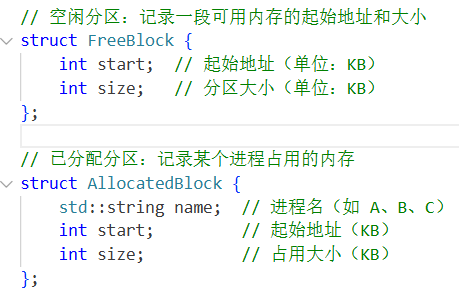 // 空闲分区：记录一段可用内存的起始地址和大小
struct FreeBlock {
    int start;  // 起始地址（单位：KB）
    int size;   // 分区大小（单位：KB）
};
// 已分配分区：记录某个进程占用的内存
struct AllocatedBlock {
    std::string name;  // 进程名（如 A、B、C）
    int start;         // 起始地址（KB）
    int size;          // 占用大小（KB）
};